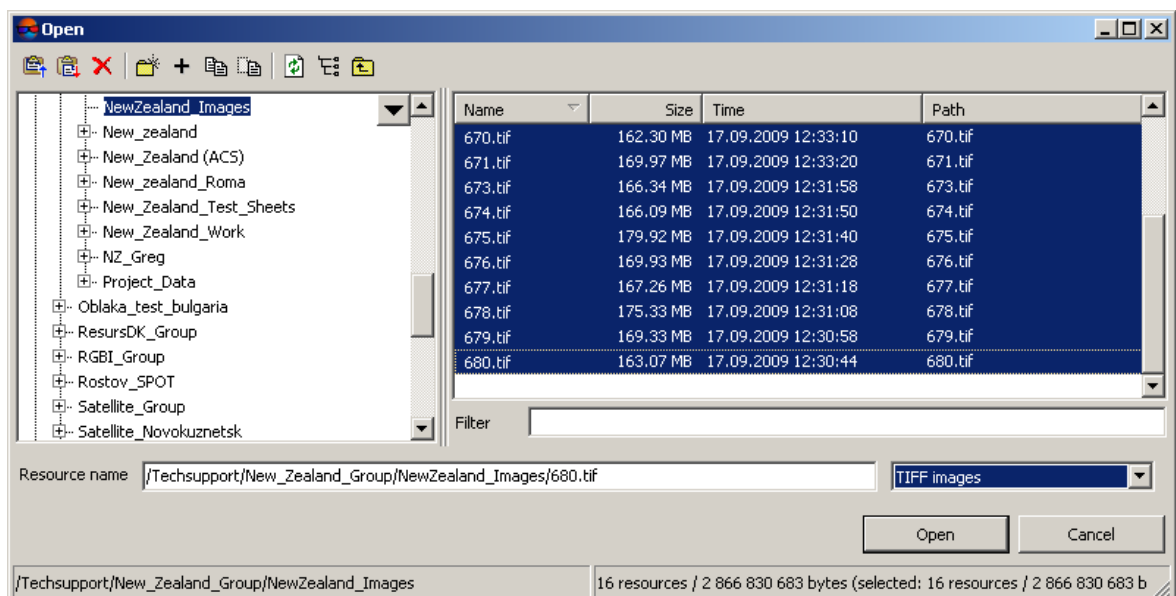 Open
NewZealand_Images
New_zealand
New_Zealand (ACS)
New_zealand_Roma
New_Zealand_Test_Sheets
New_Zealand_Work
NZ_Greg
Project_Data
Oblaka_test_bulgaria
ResursDK_Group
RGBI_Group
Rostov_SPOT
Satellite_Group
Satellite_Novokuznetsk
Name Size Time Path
670.tif 162.30 MB 17.09.2009 12:33:10 670.tif
671.tif 169.97 MB 17.09.2009 12:33:20 671.tif
673.tif 166.34 MB 17.09.2009 12:31:58 673.tif
674.tif 166.09 MB 17.09.2009 12:31:50 674.tif
675.tif 179.92 MB 17.09.2009 12:31:40 675.tif
676.tif 169.93 MB 17.09.2009 12:31:28 676.tif
677.tif 167.26 MB 17.09.2009 12:31:18 677.tif
678.tif 175.33 MB 17.09.2009 12:31:08 678.tif
679.tif 169.33 MB 17.09.2009 12:30:58 679.tif
680.tif 163.07 MB 17.09.2009 12:30:44 680.tif
Filter
Resource name /Techsupport/New_Zealand_Group/NewZealand_Images/680.tif TIFF images
Open Cancel
/Techsupport/New_Zealand_Group/NewZealand_Images 16 resources / 2 866 830 683 bytes (selected: 16 resources / 2 866 830 683 b